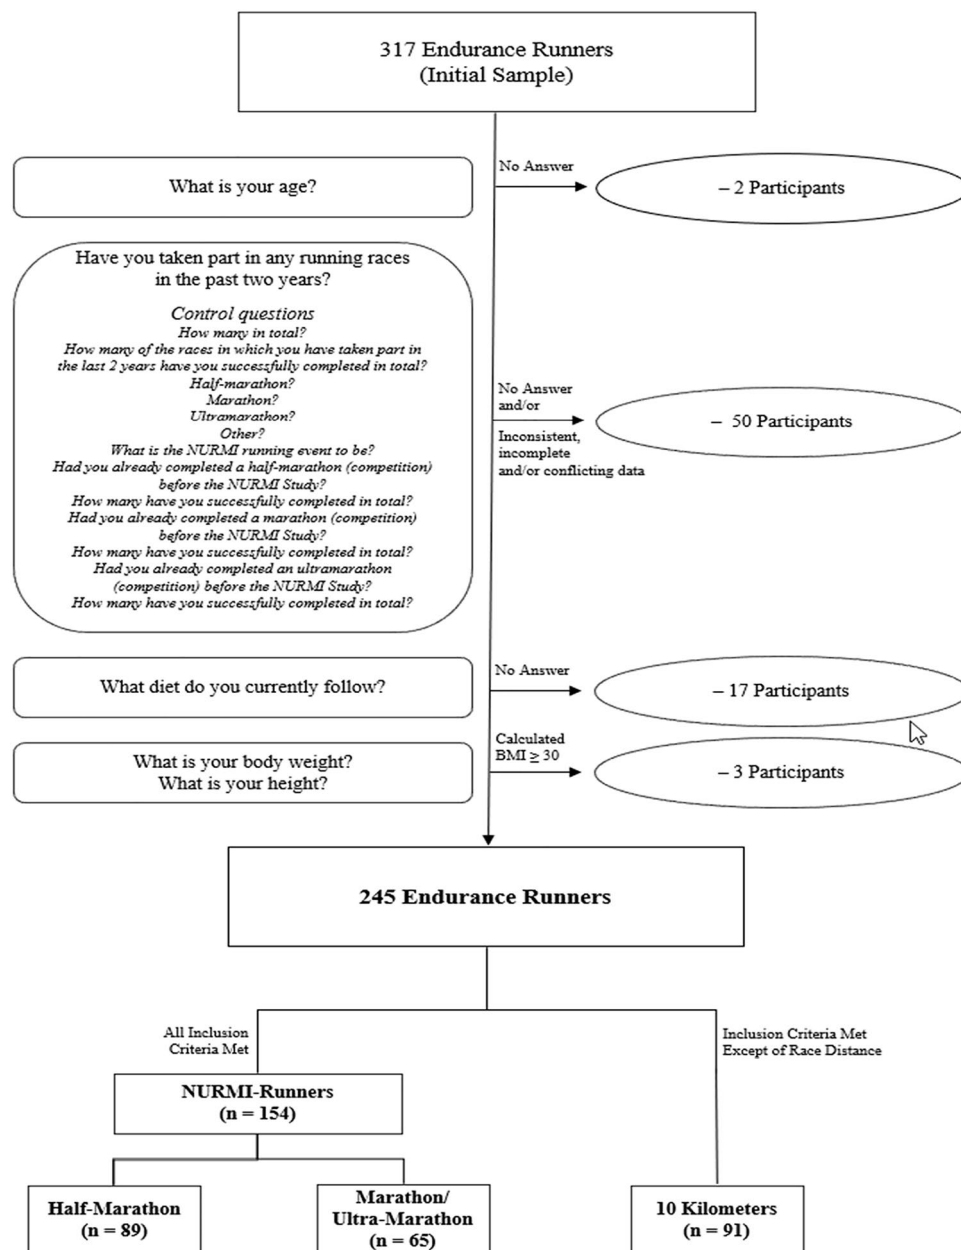 317 Endurance Runners
(Initial Sample)
No Answer
What is your age?
– 2 Participants
Have you taken part in any running races
in the past two years?
Control questions
How many in total?
How many of the races in which you have taken part in
the last 2 years have you successfully completed in total?
Half-marathon?
Marathon?
Ultramarathon?
Other?
What is the NURMI running event to be?
Had you already completed a half-marathon (competition)
before the NURMI Study?
How many have you successfully completed in total?
Had you already completed a marathon (competition)
before the NURMI Study?
How many have you successfully completed in total?
Had you already completed an ultramarathon
(competition) before the NURMI Study?
How many have you successfully completed in total?
No Answer
and/or
Inconsistent,
incomplete
and/or conflicting data
– 50 Participants
What diet do you currently follow?
No Answer
– 17 Participants
What is your body weight?
What is your height?
Calculated
BMI ≥ 30
– 3 Participants
245 Endurance Runners
All Inclusion
Criteria Met
Inclusion Criteria Met
Except of Race Distance
NURMI-Runners
(n = 154)
Half-Marathon
(n = 89)
Marathon/
Ultra-Marathon
(n = 65)
10 Kilometers
(n = 91)